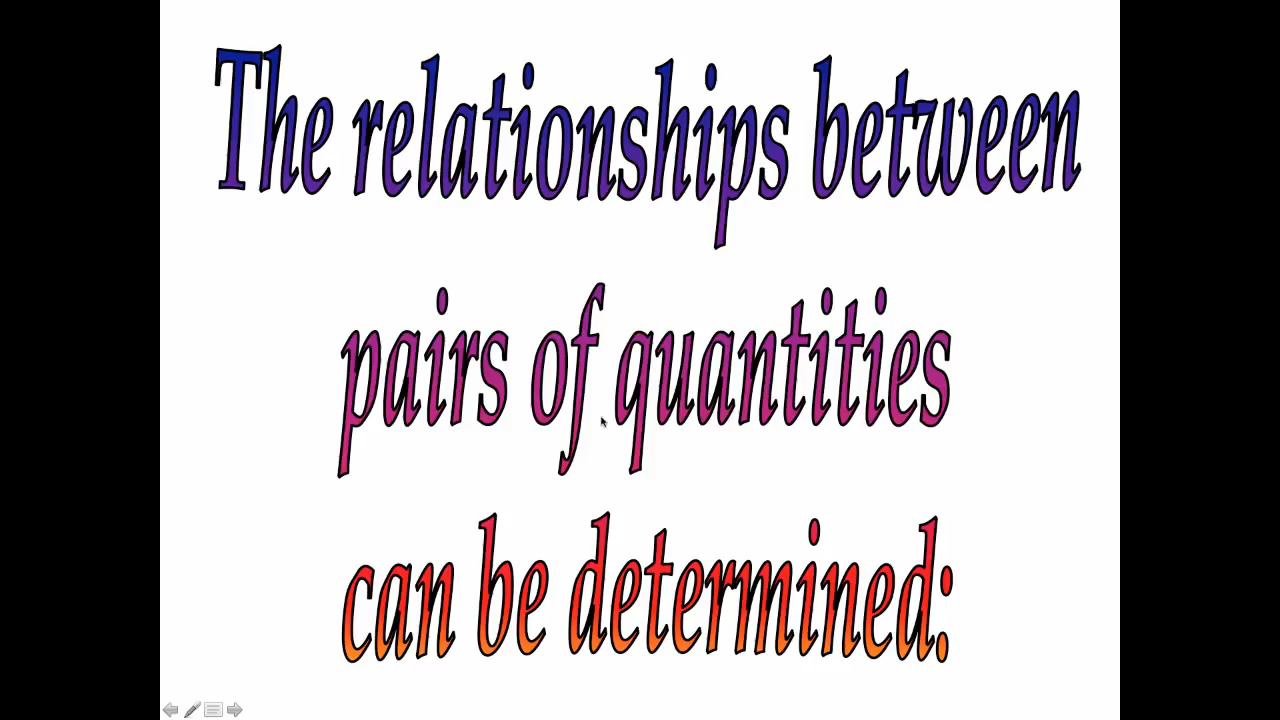 The relationships between
pairs of quantities
can be determined: